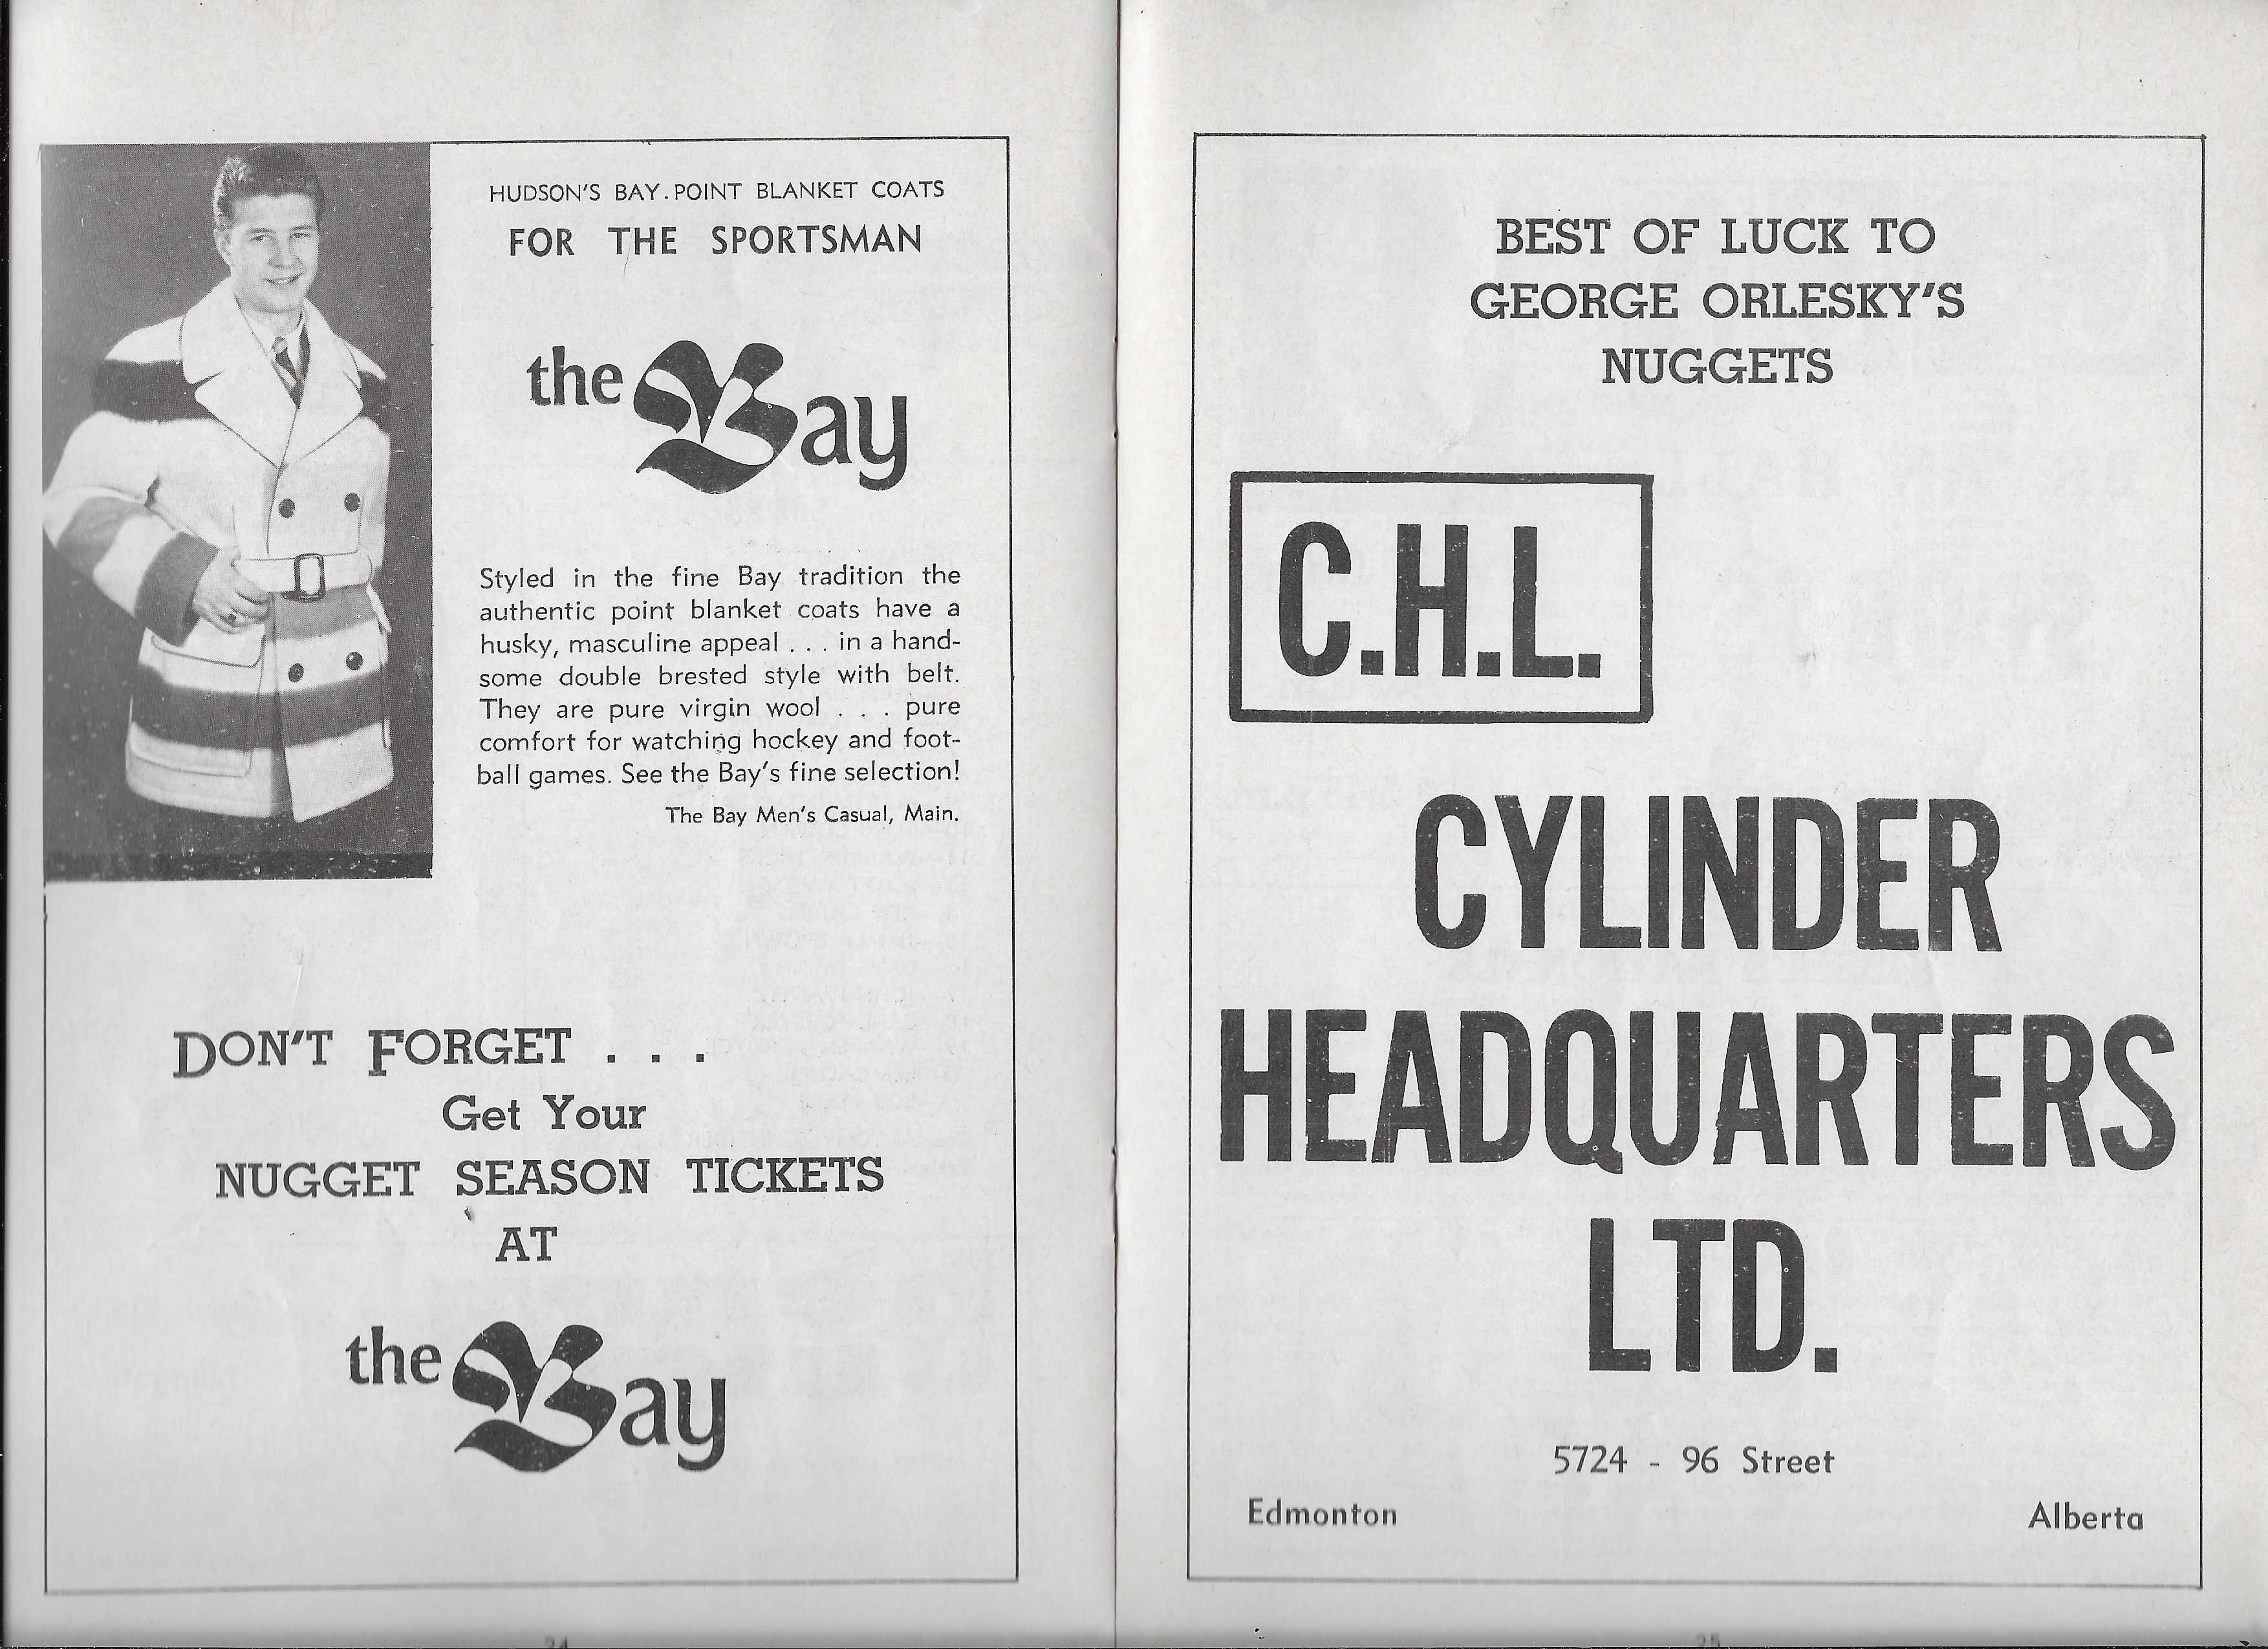 HUDSON'S BAY. POINT BLANKET COATS
FOR THE SPORTSMAN
the Bay
Styled in the fine Bay tradition the
authentic point blanket coats have a
husky, masculine appeal . . . in a hand-
some double brested style with belt.
They are pure virgin wool . . . pure
comfort for watching hockey and foot-
ball games. See the Bay's fine selection!
The Bay Men's Casual, Main.
DON'T FORGET . . .
Get Your
NUGGET SEASON TICKETS
AT
the Bay
BEST OF LUCK TO
GEORGE ORLESKY'S
NUGGETS
C.H.L.
CYLINDER
HEADQUARTERS
LTD.
5724 - 96 Street
Edmonton Alberta